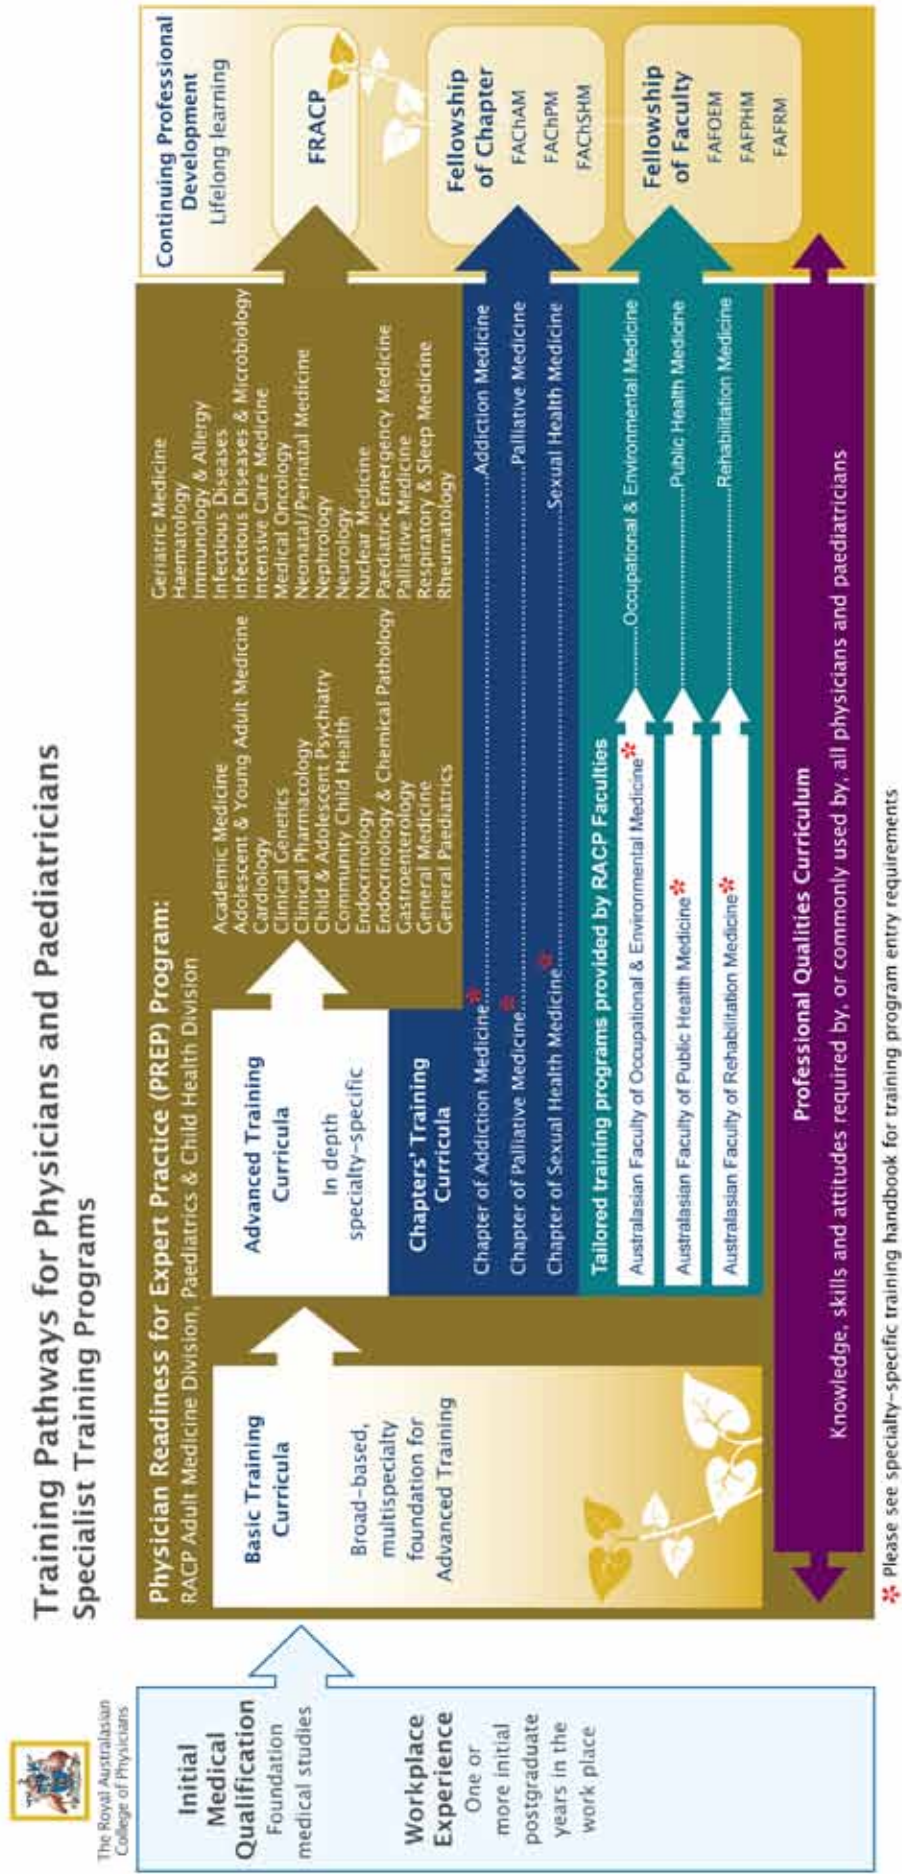 The Royal Australasian
College of Physicians
Training Pathways for Physicians and Paediatricians
Specialist Training Programs
Initial
Medical
Qualification
Foundation
medical studies
Workplace
Experience
One or
more initial
postgraduate
years in the
work place
Physician Readiness for Expert Practice (PREP) Program:
RACP Adult Medicine Division, Paediatrics & Child Health Division
Basic Training
Curricula
Broad-based,
multispecialty
foundation for
Advanced Training
Advanced Training
Curricula
In depth
specialty-specific
Academic Medicine
Adolescent & Young Adult Medicine
Cardiology
Clinical Genetics
Clinical Pharmacology
Child & Adolescent Psychiatry
Community Child Health
Endocrinology
Endocrinology & Chemical Pathology
Gastroenterology
General Medicine
General Paediatrics
Geriatric Medicine
Haematology
Immunology & Allergy
Infectious Diseases
Infectious Diseases & Microbiology
Intensive Care Medicine
Medical Oncology
Neonatal/Perinatal Medicine
Nephrology
Neurology
Nuclear Medicine
Paediatric Emergency Medicine
Palliative Medicine
Respiratory & Sleep Medicine
Rheumatology
Chapters' Training
Curricula
Chapter of Addiction Medicine*....Addiction Medicine
Chapter of Palliative Medicine*....Palliative Medicine
Chapter of Sexual Health Medicine*....Sexual Health Medicine
Tailored training programs provided by RACP Faculties
Australasian Faculty of Occupational & Environmental Medicine*....Occupational & Environmental Medicine
Australasian Faculty of Public Health Medicine*....Public Health Medicine
Australasian Faculty of Rehabilitation Medicine*....Rehabilitation Medicine
Professional Qualities Curriculum
Knowledge, skills and attitudes required by, or commonly used by, all physicians and paediatricians
Continuing Professional
Development
Lifelong learning
FRACP
Fellowship
of Chapter
FAChAM
FAChPM
FAChSHM
Fellowship
of Faculty
FAFOEM
FAFPHM
FAFRM
* Please see specialty-specific training handbook for training program entry requirements